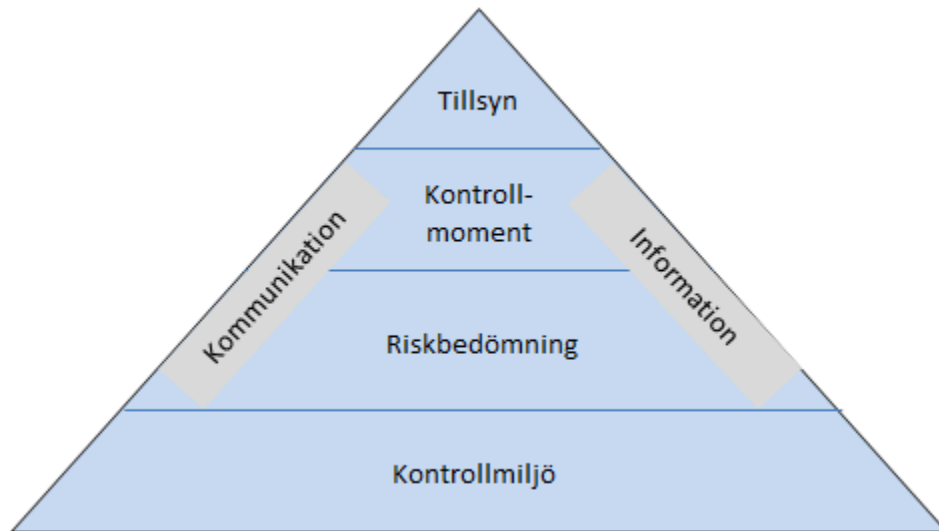 Tillsyn
Kontroll-
moment
Kommunikation
Information
Riskbedömning
Kontrollmiljö